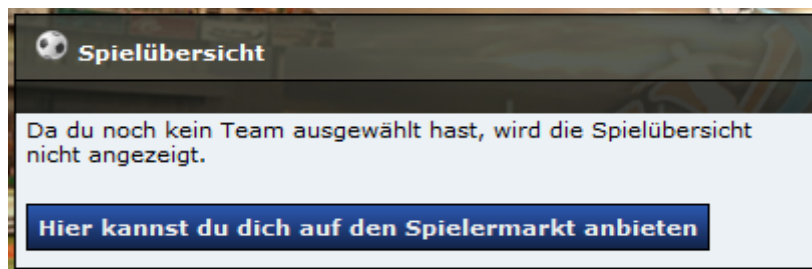 Spielübersicht
Da du noch kein Team ausgewählt hast, wird die Spielübersicht
nicht angezeigt.
Hier kannst du dich auf den Spielermarkt anbieten